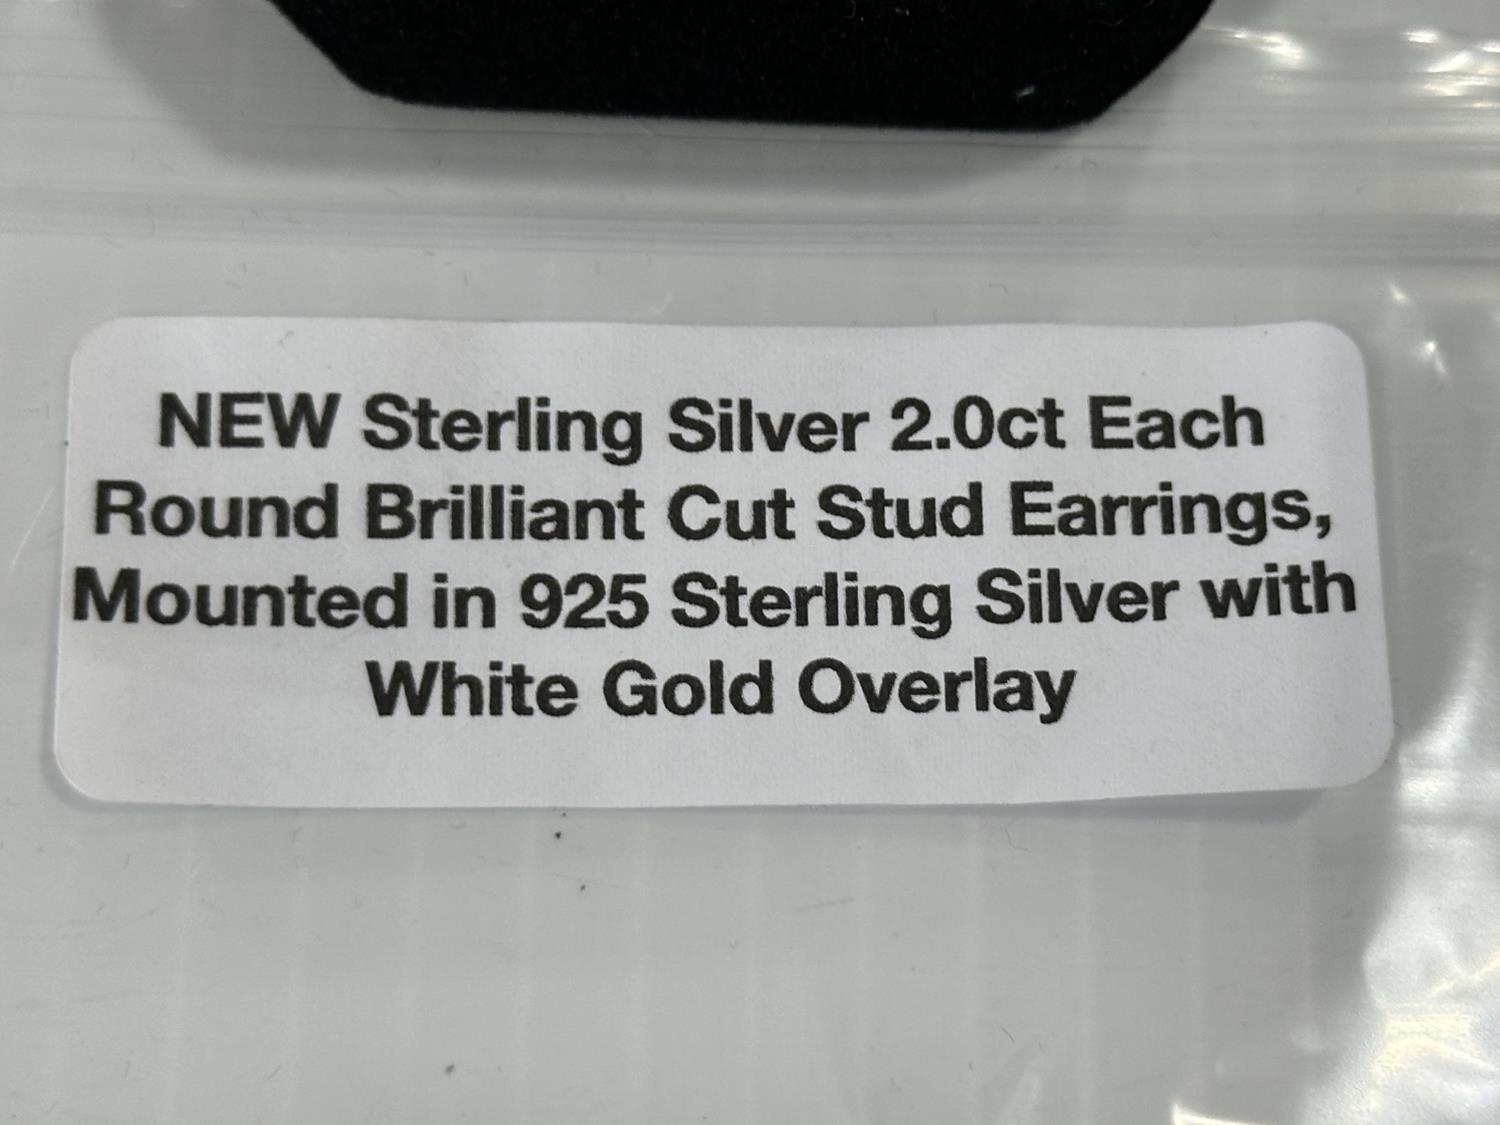 NEW Sterling Silver 2.0ct Each
Round Brilliant Cut Stud Earrings,
Mounted in 925 Sterling Silver with
White Gold Overlay